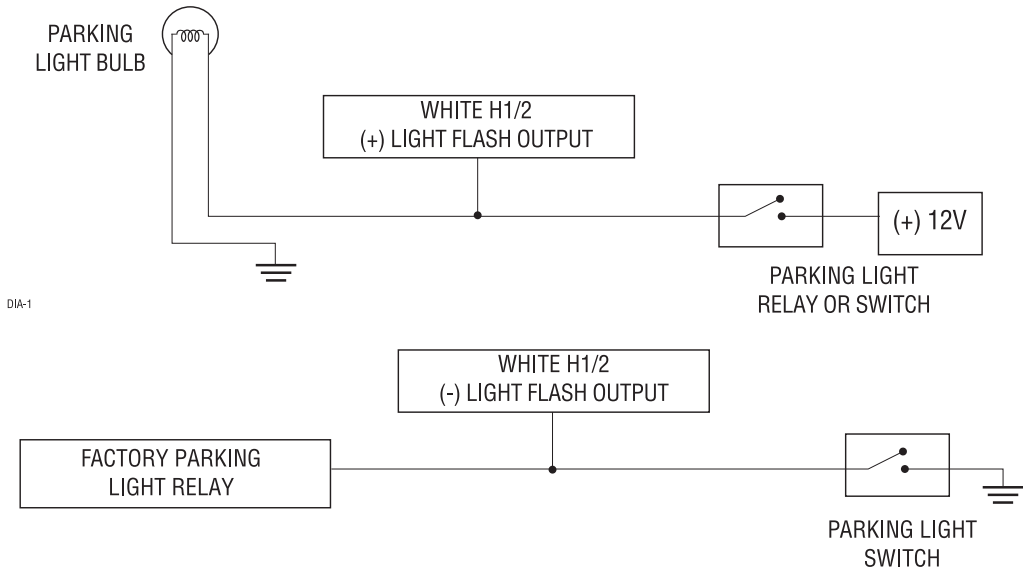 PARKING
LIGHT BULB
WHITE H1/2
(+) LIGHT FLASH OUTPUT
(+) 12V
PARKING LIGHT
RELAY OR SWITCH
DIA-1
WHITE H1/2
(-) LIGHT FLASH OUTPUT
FACTORY PARKING
LIGHT RELAY
PARKING LIGHT
SWITCH